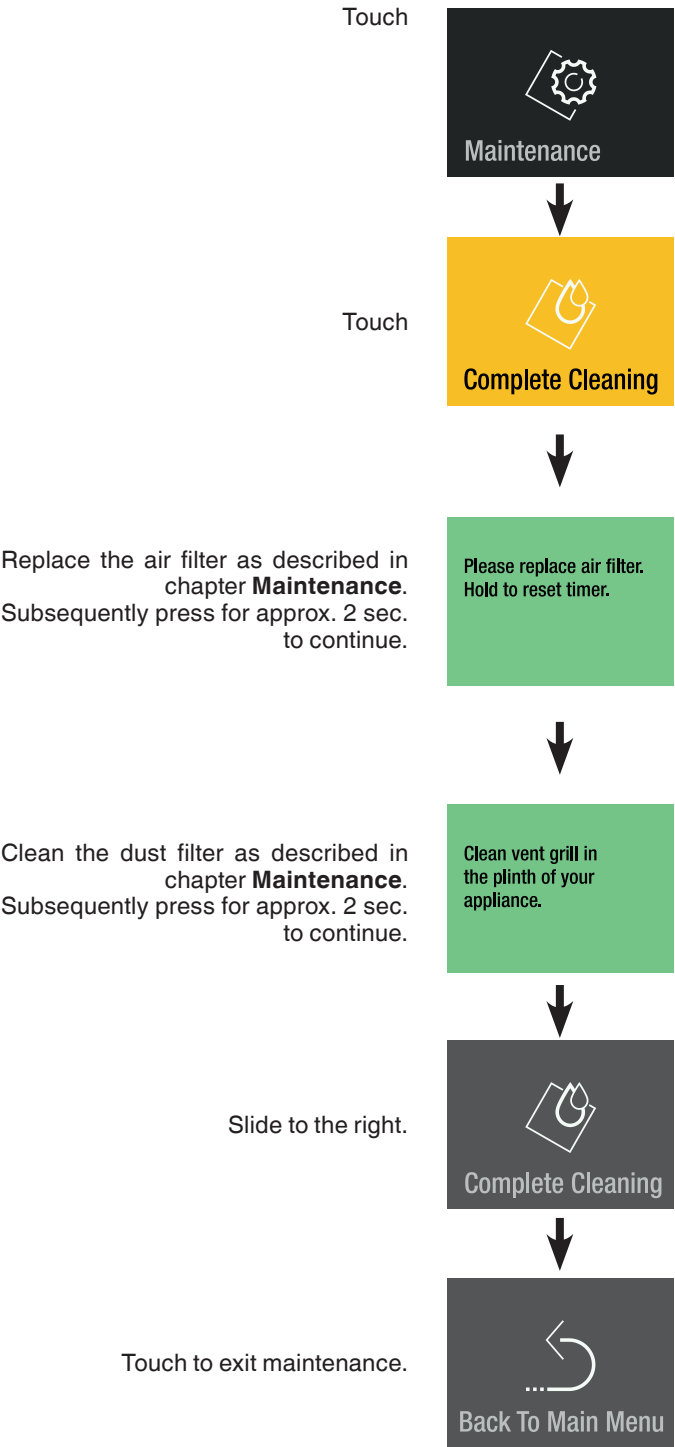 Touch
Maintenance
Touch
Complete Cleaning
Replace the air filter as described in
chapter Maintenance.
Subsequently press for approx. 2 sec.
to continue.
Please replace air filter.
Hold to reset timer.
Clean the dust filter as described in
chapter Maintenance.
Subsequently press for approx. 2 sec.
to continue.
Clean vent grill in
the plinth of your
appliance.
Slide to the right.
Complete Cleaning
Touch to exit maintenance.
Back To Main Menu